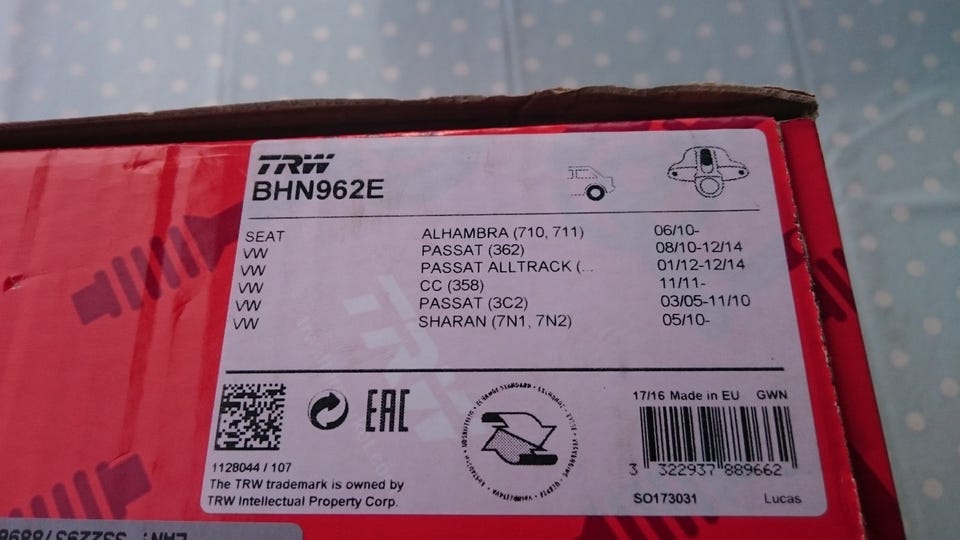 TRW
BHN962E
SEAT ALHAMBRA (710, 711) 06/10-
VW PASSAT (362) 08/10-12/14
VW PASSAT ALLTRACK (... 01/12-12/14
VW CC (358) 11/11-
VW PASSAT (3C2) 03/05-11/10
VW SHARAN (7N1, 7N2) 05/10-
TRW
EAC
17/16 Made in EU GWN
3 322937 889662
1128044 / 107
The TRW trademark is owned by
TRW Intellectual Property Corp.
SO173031 Lucas